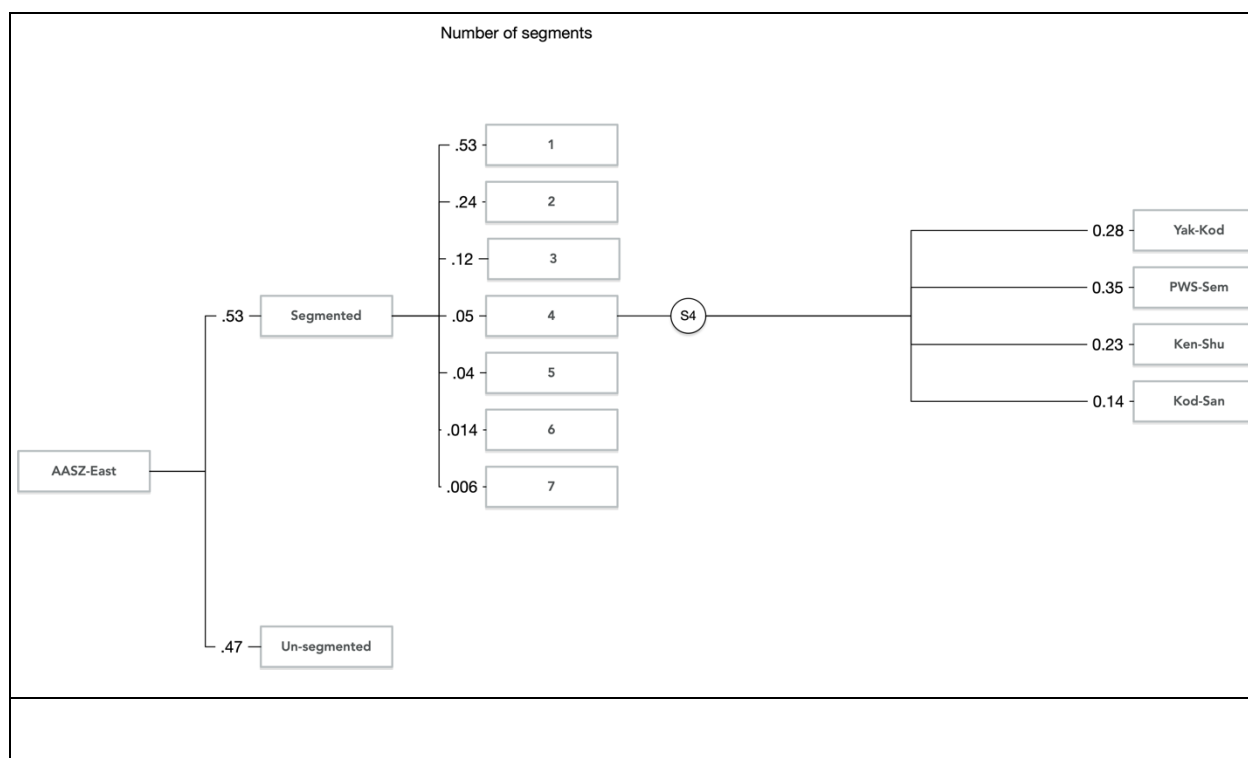 Number of segments
.53 1
.24 2
.12 3
.05 4
.04 5
.014 6
.006 7
S4
0.28 Yak-Kod
0.35 PWS-Sem
0.23 Ken-Shu
0.14 Kod-San
.53 Segmented
AASZ-East
.47 Un-segmented